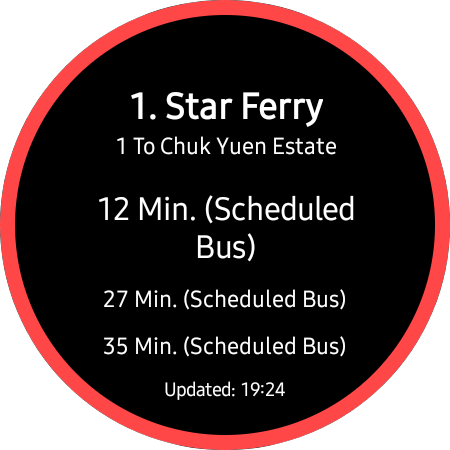 1. Star Ferry
1 To Chuk Yuen Estate
12 Min. (Scheduled
Bus)
27 Min. (Scheduled Bus)
35 Min. (Scheduled Bus)
Updated: 19:24